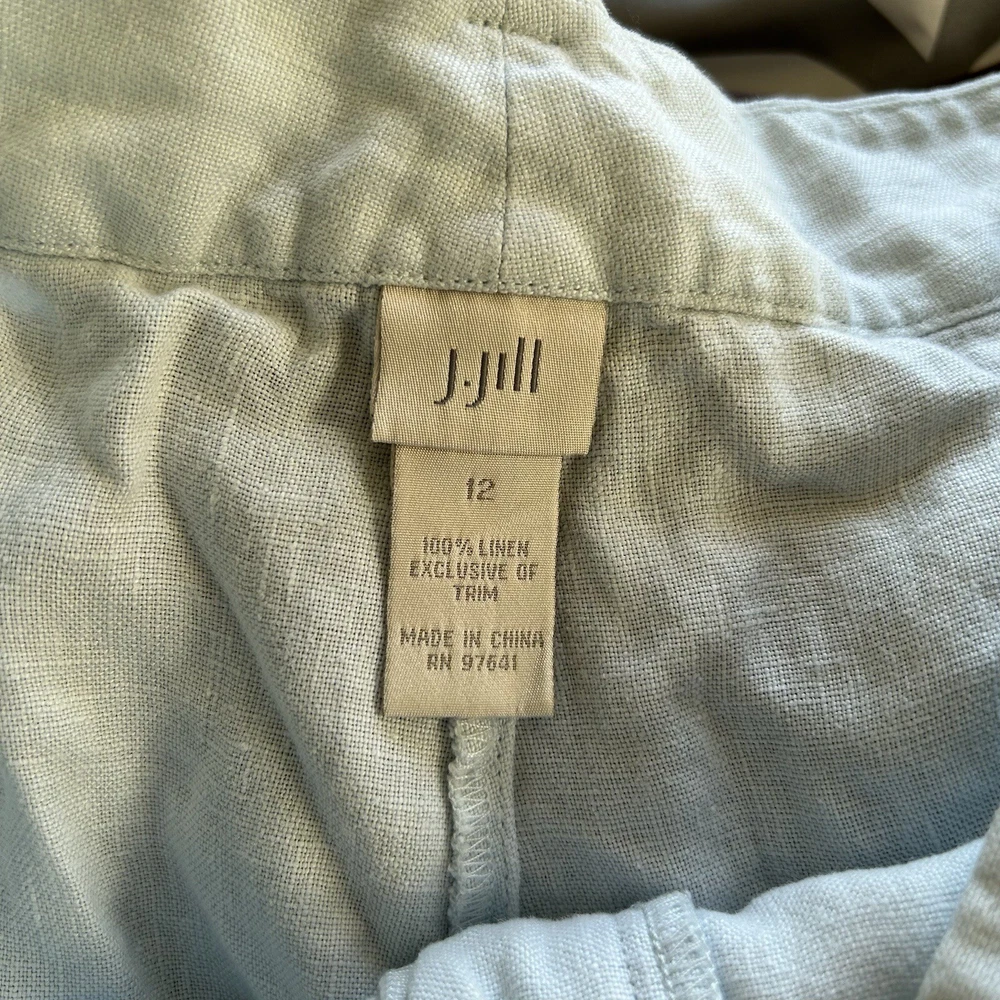 J.Jill
12
100% LINEN
EXCLUSIVE OF
TRIM
MADE IN CHINA
RN 97641